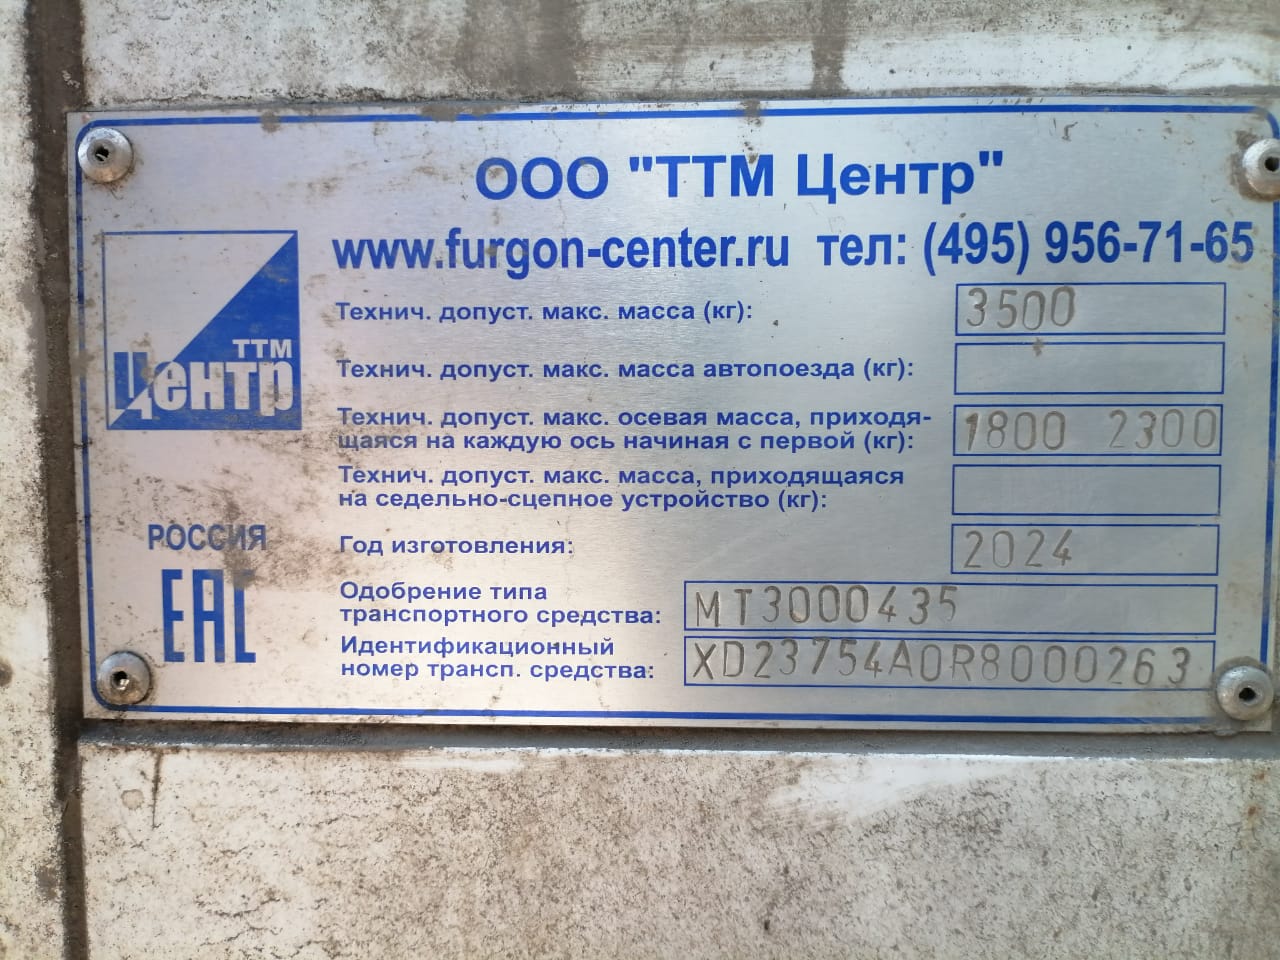 ООО "ТТМ Центр"
www.furgon-center.ru тел: (495) 956-71-65
ТТМ
Центр
Технич. допуст. макс. масса (кг): 3500
Технич. допуст. макс. масса автопоезда (кг):
Технич. допуст. макс. осевая масса, приходя-
щаяся на каждую ось начиная с первой (кг): 1800 2300
Технич. допуст. макс. масса, приходящаяся
на седельно-сцепное устройство (кг):
РОССИЯ
EAC
Год изготовления: 2024
Одобрение типа
транспортного средства: МТ3000435
Идентификационный
номер трансп. средства: XD23754A0R8000263